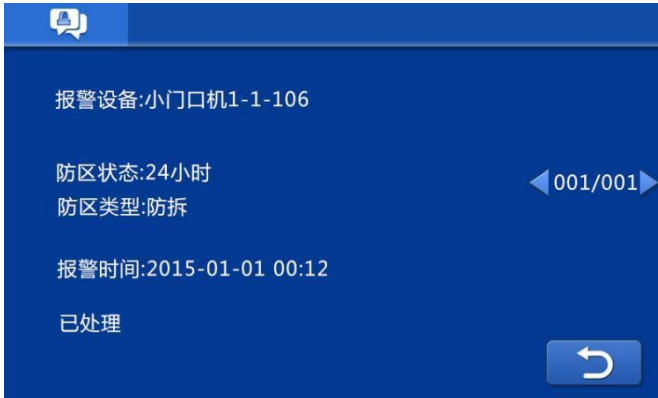 报警设备:小门口机1-1-106
防区状态:24小时
001/001
防区类型:防拆
报警时间:2015-01-01 00:12
已处理